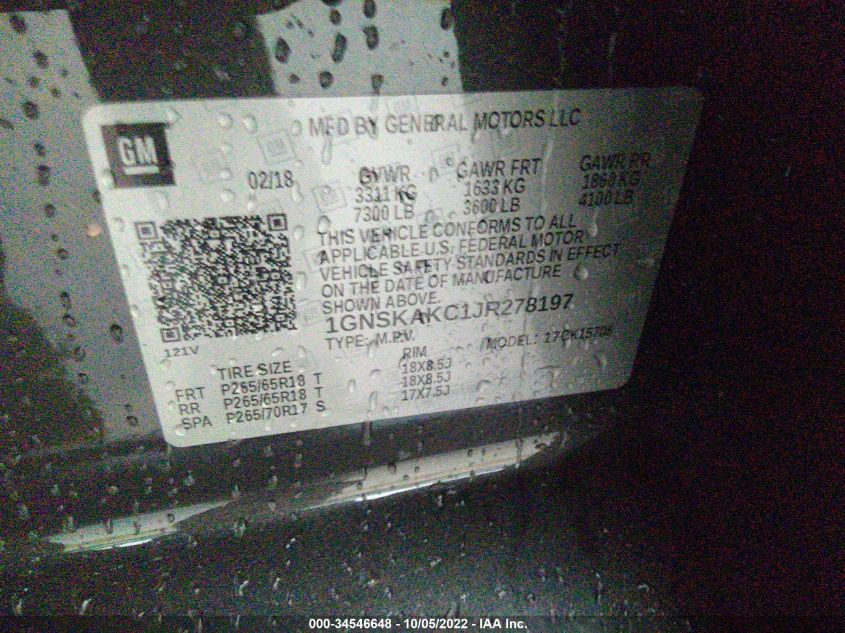 GM
MFD BY GENERAL MOTORS LLC
02/18
GVWR GAWR FRT GAWR RR
3311 KG 1633 KG 1860 KG
7300 LB 3600 LB 4100 LB
THIS VEHICLE CONFORMS TO ALL
APPLICABLE U.S. FEDERAL MOTOR
VEHICLE SAFETY STANDARDS IN EFFECT
ON THE DATE OF MANUFACTURE
SHOWN ABOVE.
1GNSKAKC1JR278197
TYPE: M.P.V. MODEL: 17CK15706
121V
TIRE SIZE RIM
FRT P265/65R18 T 18X8.5J
RR P265/65R18 T 18X8.5J
SPA P265/70R17 S 17X7.5J
000-34546648 - 10/05/2022 - IAA Inc.